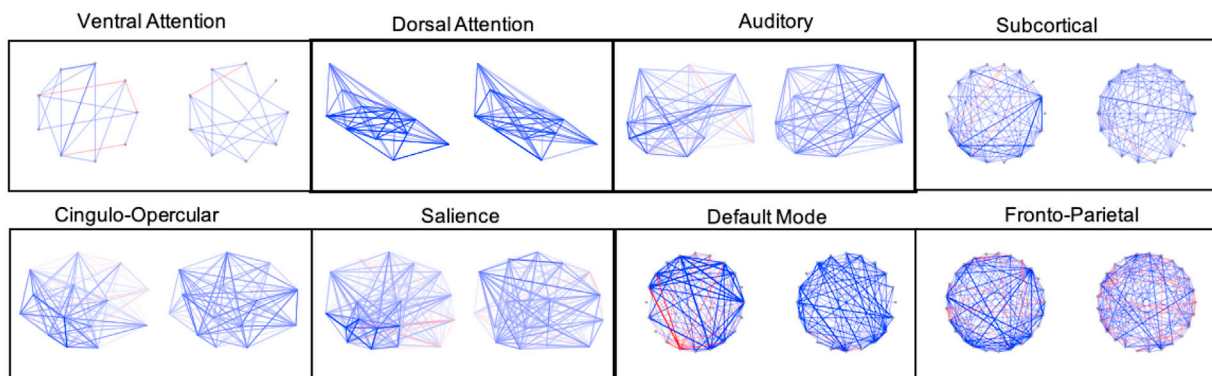 Ventral Attention
Dorsal Attention
Auditory
Subcortical
Cingulo-Opercular
Salience
Default Mode
Fronto-Parietal